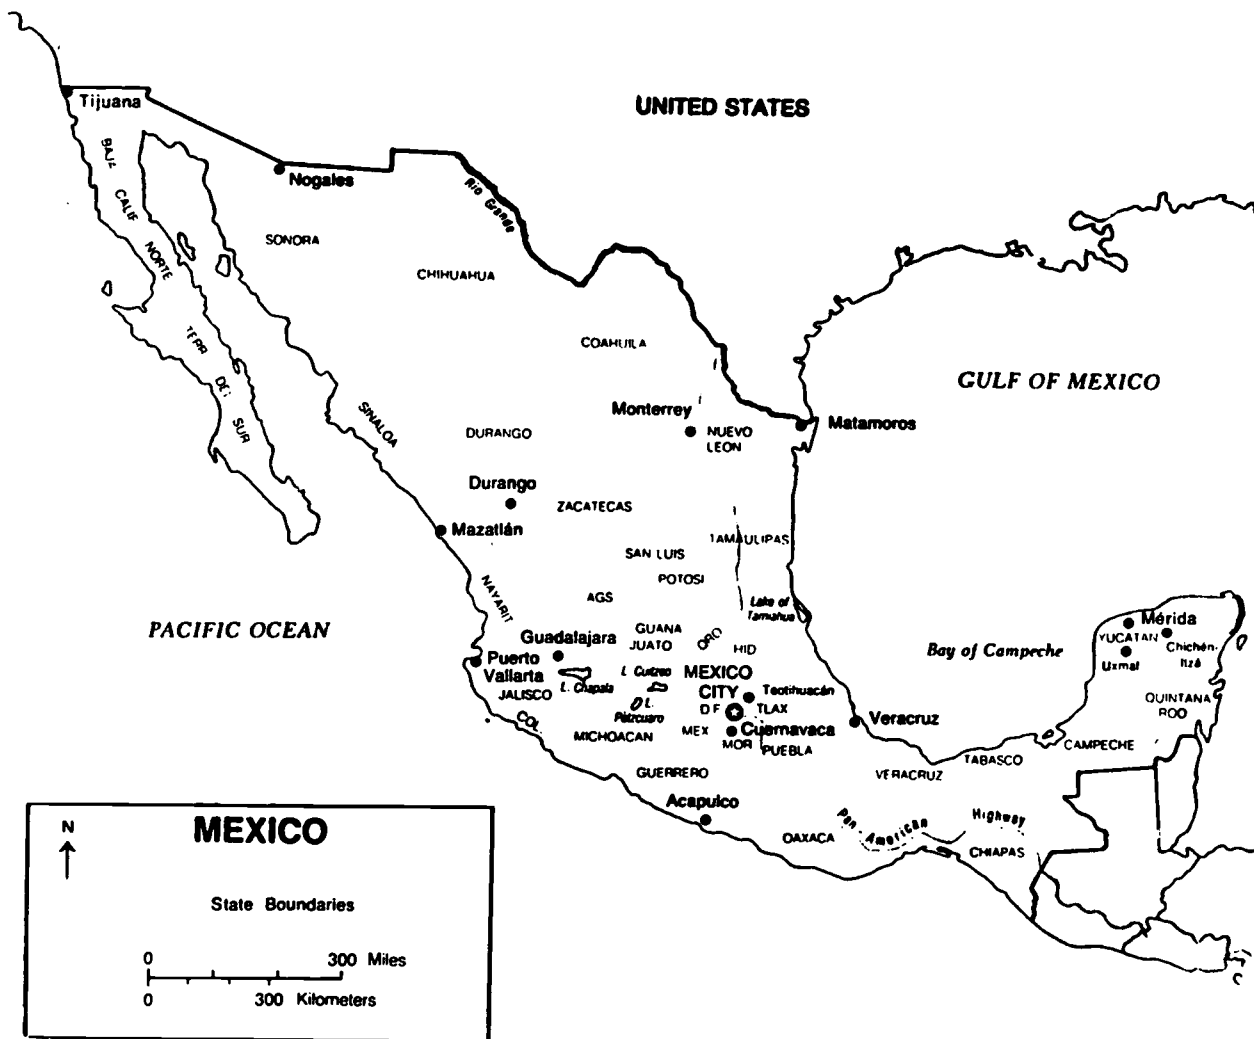 UNITED STATES
Tijuana
Nogales
BAJA
CALIF
NORTE
Rio Grande
SONORA
CHIHUAHUA
COAHUILA
DEL
SUR
GULF OF MEXICO
SINALOA
Monterrey
NUEVO
LEON
Matamoros
DURANGO
Durango
ZACATECAS
Mazatlán
TAMAULIPAS
SAN LUIS
POTOSI
NAYARIT
AGS
Lake of
Tamiahua
PACIFIC OCEAN
Guadalajara
GUANA
JUATO
QRO
HID
Bay of Campeche
Mérida
YUCATAN
Chichén-
Itzá
Uxmal
Puerto
Vallarta
JALISCO
L. Chapala
L. Cuitzeo
L.
Pátzcuaro
MEXICO
CITY
Teotihuacán
D F
TLAX
QUINTANA
ROO
COL.
MICHOACAN
MEX
Cuernavaca
MOR
PUEBLA
Veracruz
CAMPECHE
TABASCO
VERACRUZ
GUERRERO
Acapulco
OAXACA
Pan-American Highway
CHIAPAS
N
MEXICO
State Boundaries
0 300 Miles
0 300 Kilometers